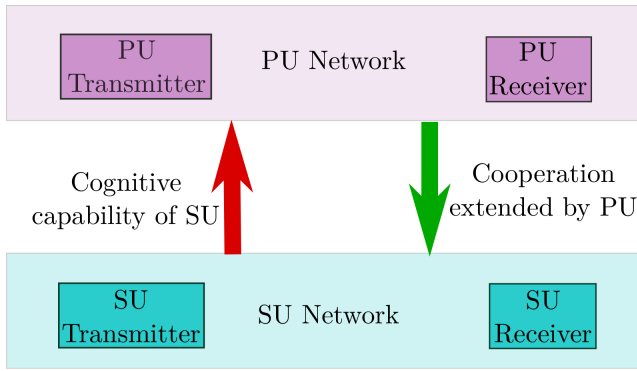 PU
Transmitter
PU Network
PU
Receiver
Cognitive
capability of SU
Cooperation
extended by PU
SU
Transmitter
SU Network
SU
Receiver